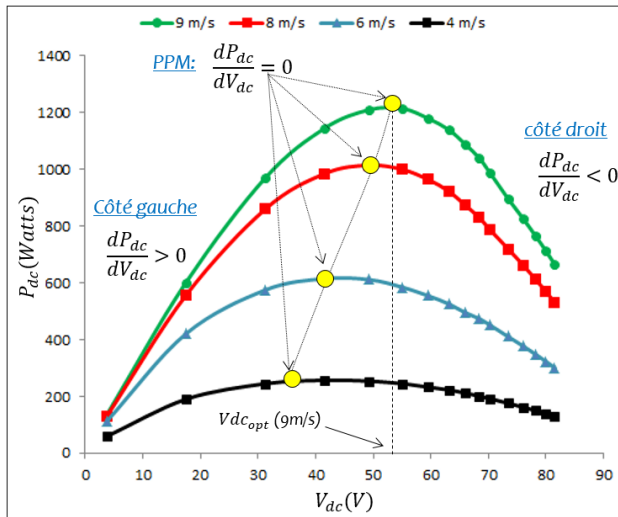 9 m/s 8 m/s 6 m/s 4 m/s
PPM: dP_dc/dV_dc = 0
côté droit
dP_dc/dV_dc < 0
Côté gauche
dP_dc/dV_dc > 0
Vdc_opt (9m/s)
P_dc(Watts)
1400
1200
1000
800
600
400
200
0
0 10 20 30 40 50 60 70 80 90
V_dc(V)